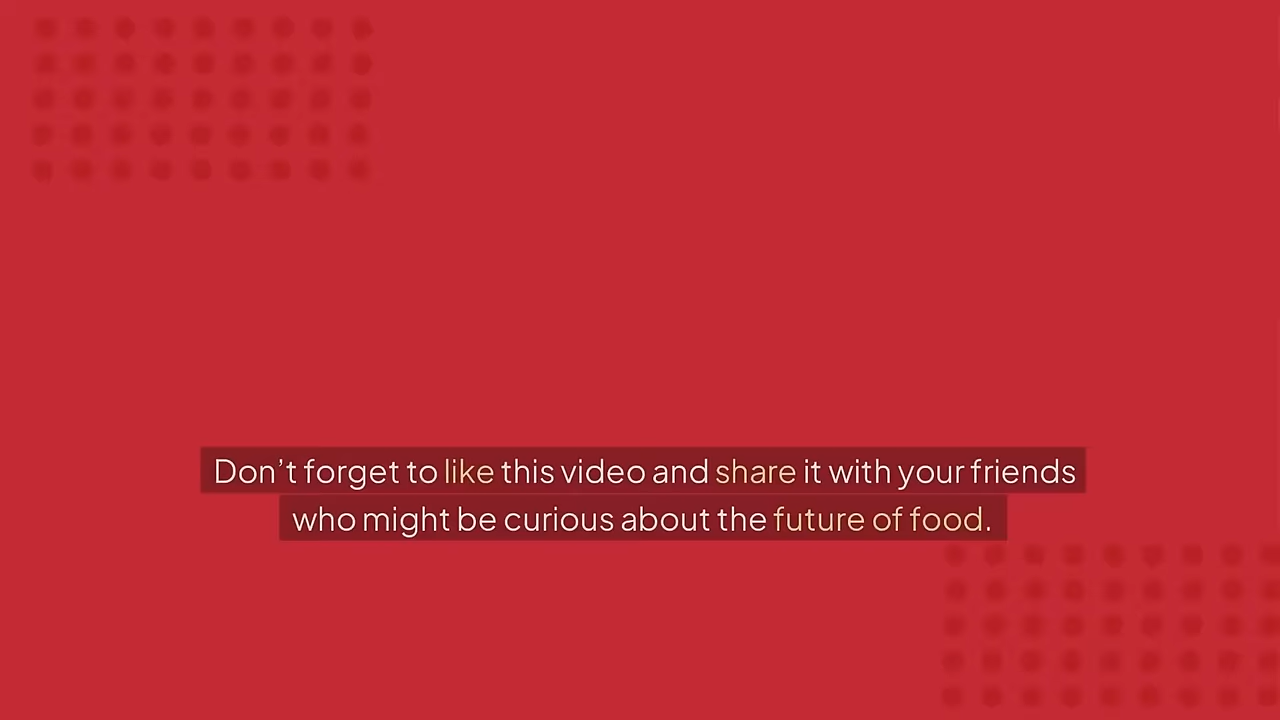 Don’t forget to like this video and share it with your friends
who might be curious about the future of food.